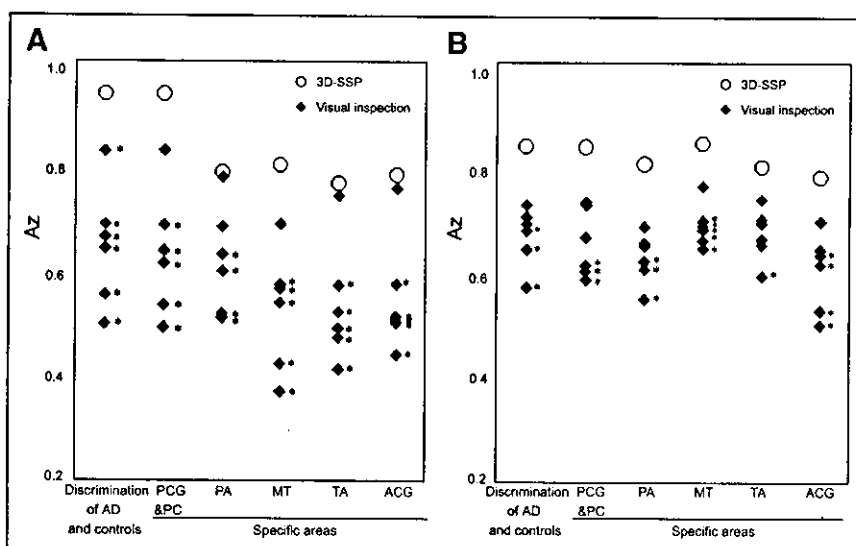 A
1.0
0.8
0.6
0.4
0.2
Az
3D-SSP
Visual inspection
Discrimination
of AD
and controls
PCG
&PC
PA
MT
TA
ACG
Specific areas
B
1.0
0.8
0.6
0.4
0.2
3D-SSP
Visual inspection
Discrimination
of AD
and controls
PCG
&PC
PA
MT
TA
ACG
Specific areas